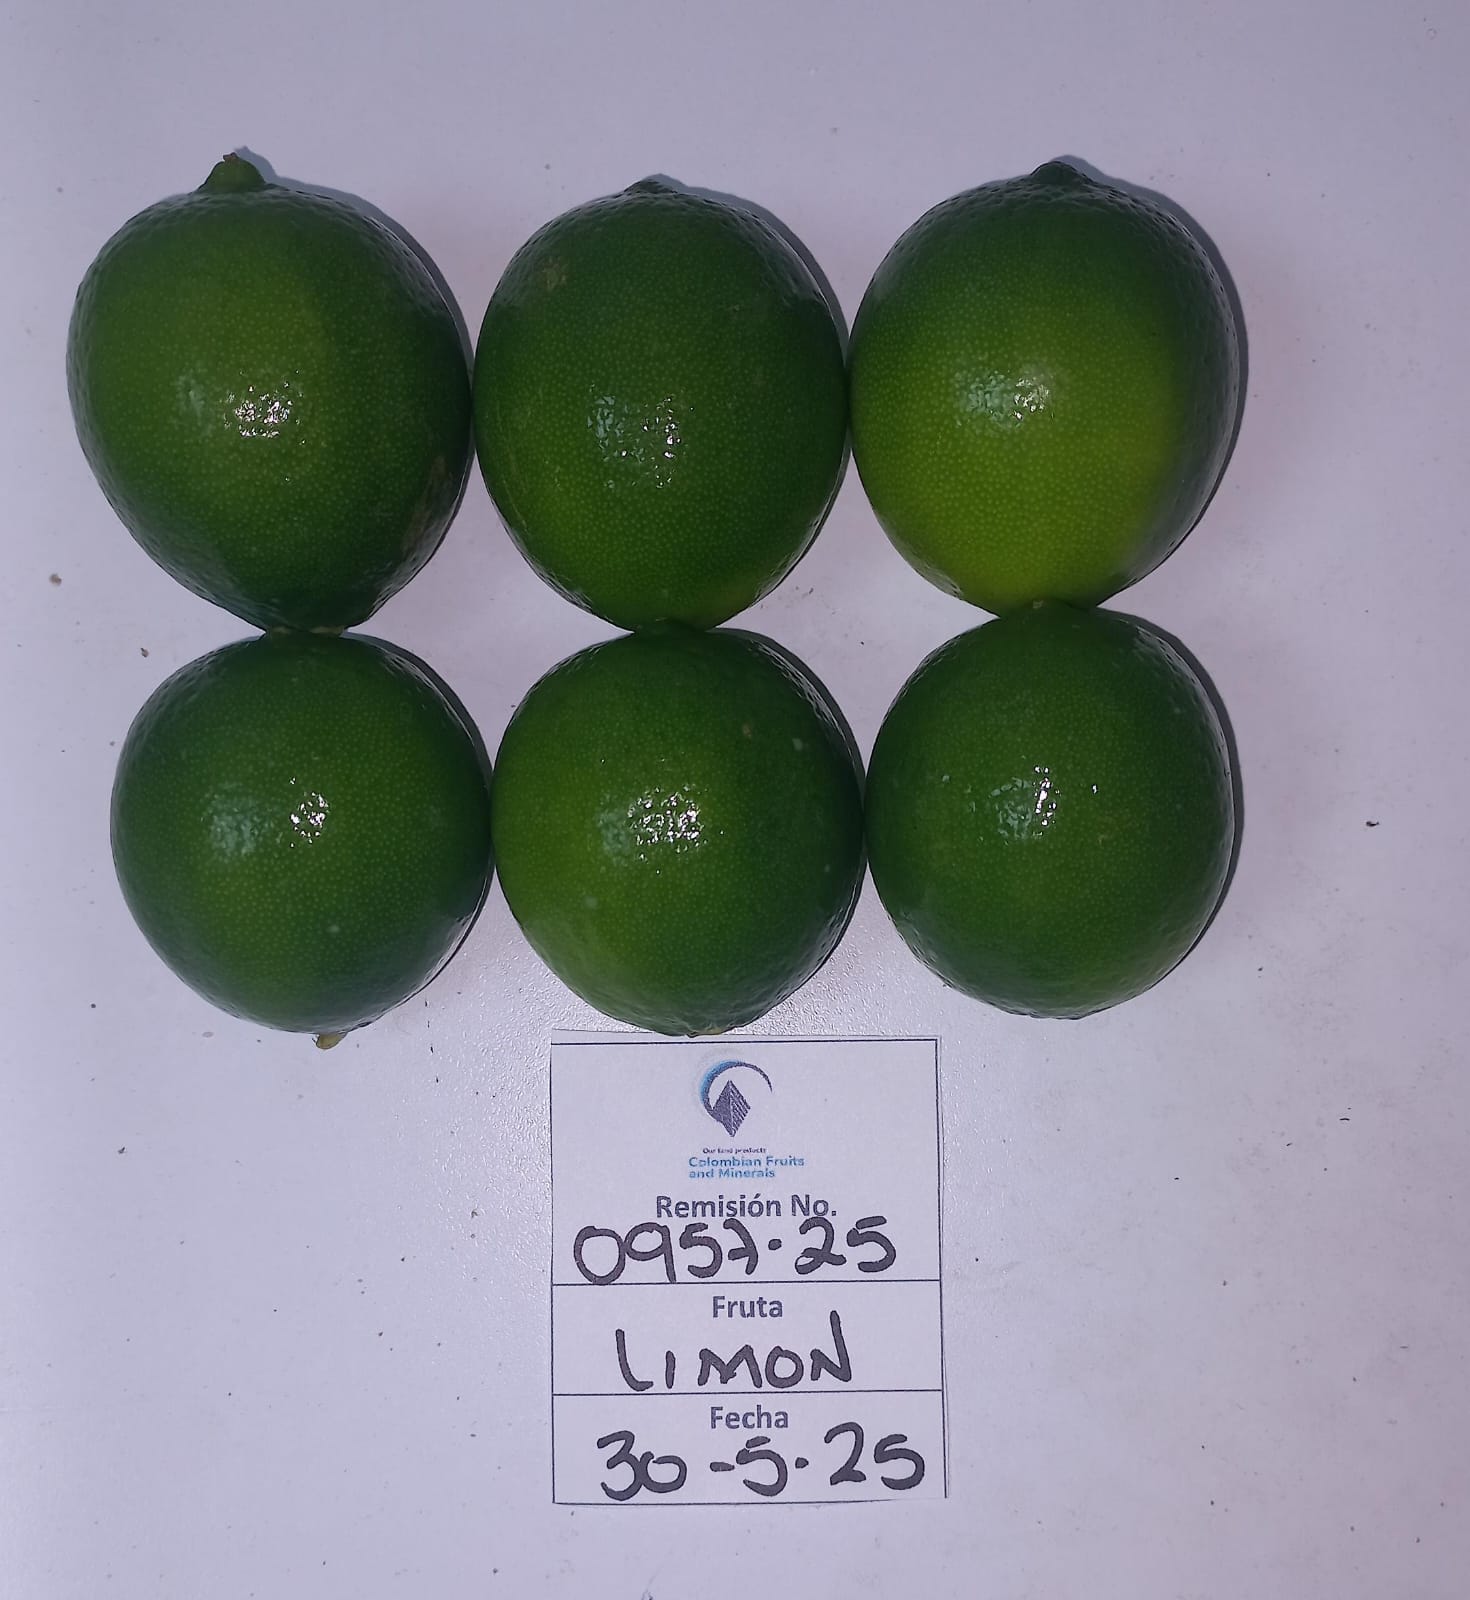 Our land products
Colombian Fruits
and Minerals
Remisión No.
0957·25
Fruta
LIMON
Fecha
30-5·25